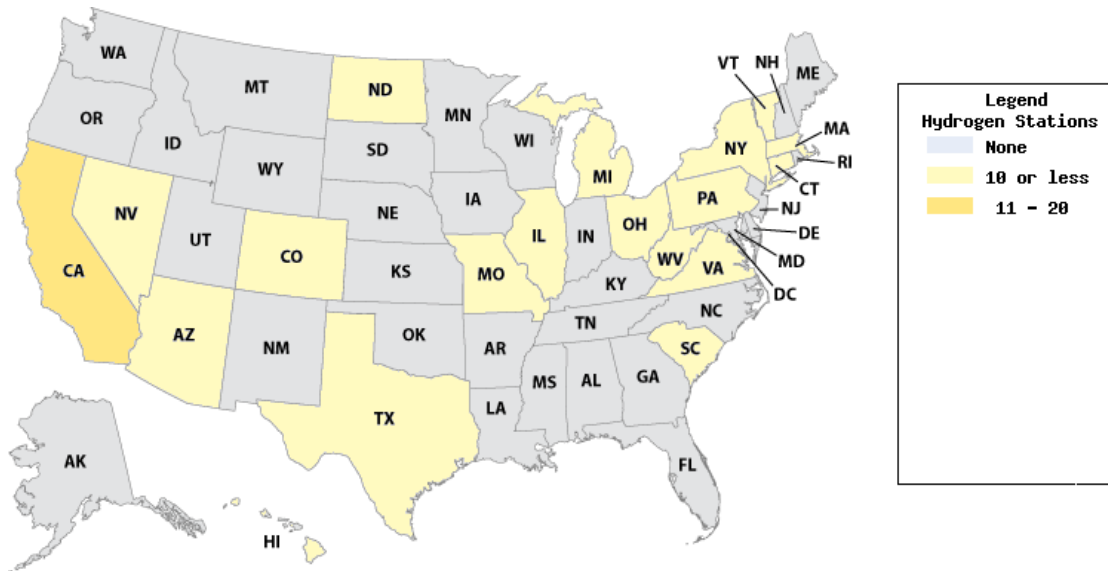 WA
MT
ND
MN
VT
NH
ME
OR
ID
WY
SD
WI
MI
NY
MA
RI
CT
NV
UT
CO
NE
IA
IL
IN
OH
PA
NJ
DE
MD
DC
CA
KS
MO
KY
WV
VA
AZ
NM
OK
AR
TN
NC
SC
TX
LA
MS
AL
GA
FL
AK
HI
Legend
Hydrogen Stations
None
10 or less
11 - 20